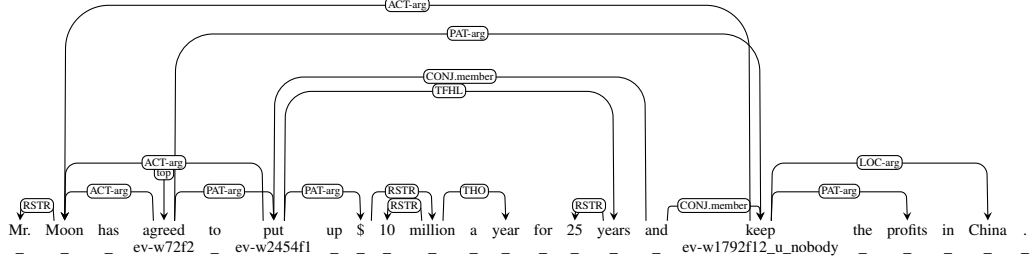 ACT-arg
PAT-arg
CONJ.member
TFHL
ACT-arg
top
LOC-arg
RSTR ACT-arg PAT-arg PAT-arg RSTR RSTR THO RSTR CONJ.member PAT-arg
Mr. Moon has agreed to put up $ 10 million a year for 25 years and keep the profits in China .
_ _ _ ev-w72f2 _ ev-w2454f1 _ _ _ _ _ _ _ _ _ _ ev-w1792f12_u_nobody _ _ _ _ _